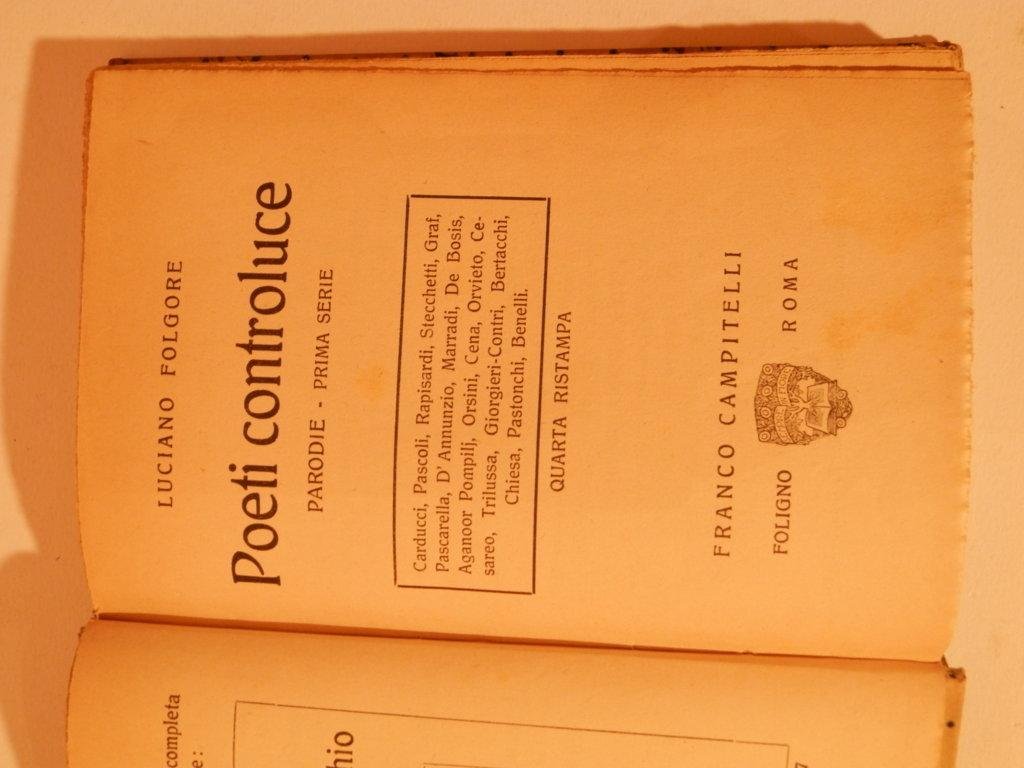 completa
e :
hio
7
LUCIANO FOLGORE
Poeti controluce
PARODIE - PRIMA SERIE
Carducci, Pascoli, Rapisardi, Stecchetti, Graf,
Pascarella, D' Annunzio, Marradi, De Bosis,
Aganoor Pompilj, Orsini, Cena, Orvieto, Ce-
sareo, Trilussa, Giorgieri-Contri, Bertacchi,
Chiesa, Pastonchi, Benelli.
QUARTA RISTAMPA
FRANCO CAMPITELLI
FOLIGNO ROMA